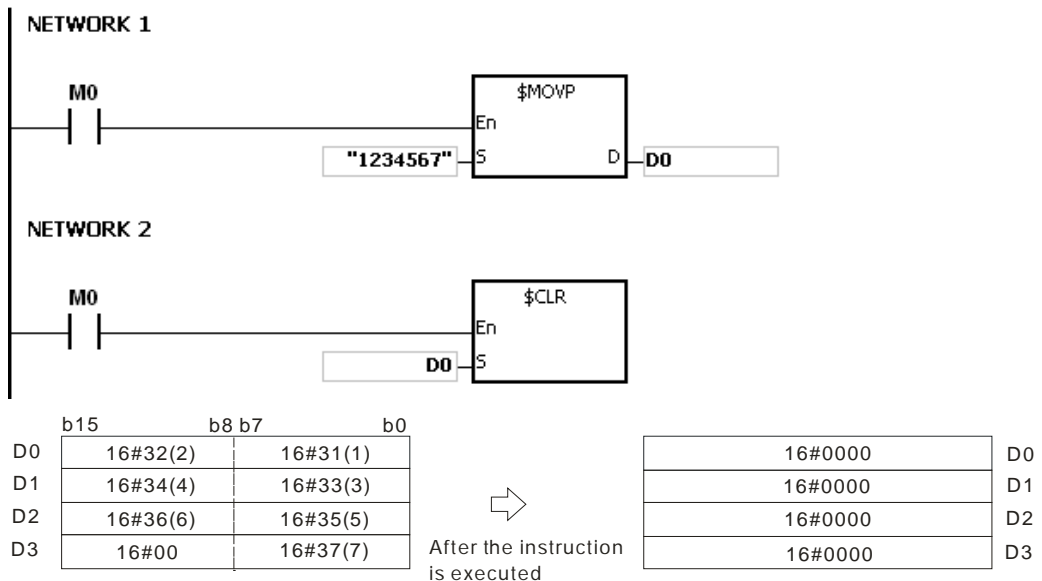 NETWORK 1
M0
$MOVP
En
"1234567" S D D0
NETWORK 2
M0
$CLR
En
D0 S
b15 b8 b7 b0
D0 16#32(2) 16#31(1) 16#0000 D0
D1 16#34(4) 16#33(3) 16#0000 D1
D2 16#36(6) 16#35(5) 16#0000 D2
D3 16#00 16#37(7) 16#0000 D3
After the instruction
is executed